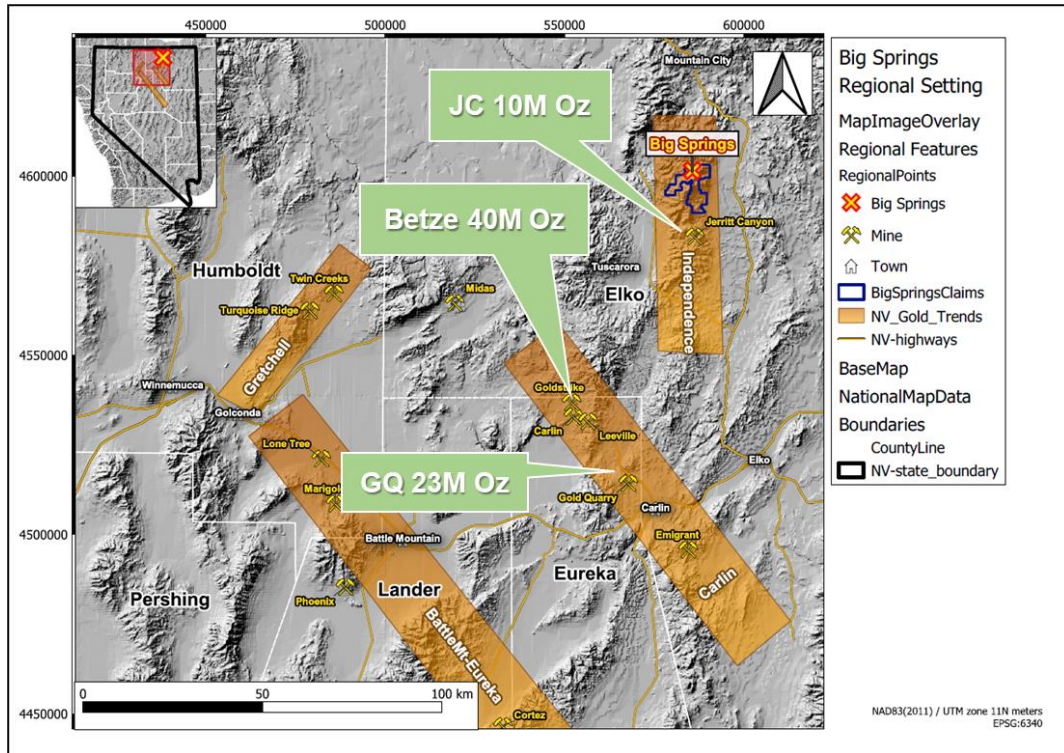 450000 500000 550000 600000
4600000
4550000
4500000
4450000
Mountain City
JC 10M Oz
Big Springs
Jerritt Canyon
Betze 40M Oz
Tuscarora
Independence
Elko
Humboldt
Twin Creeks
Turquoise Ridge
Midas
Gretchell
Winnemucca
Golconda
Goldstrike
Carlin
Leeville
Lone Tree
Elko
GQ 23M Oz
Marigold
Gold Quarry
Carlin
Battle Mountain
Emigrant
Eureka
Carlin
Pershing
Phoenix
Lander
BattleMt-Eureka
Cortez
0 50 100 km
Big Springs
Regional Setting
MapImageOverlay
Regional Features
RegionalPoints
Big Springs
Mine
Town
BigSpringsClaims
NV_Gold_Trends
NV-highways
BaseMap
NationalMapData
Boundaries
CountyLine
NV-state_boundary
NAD83(2011) / UTM zone 11N meters
EPSG:6340